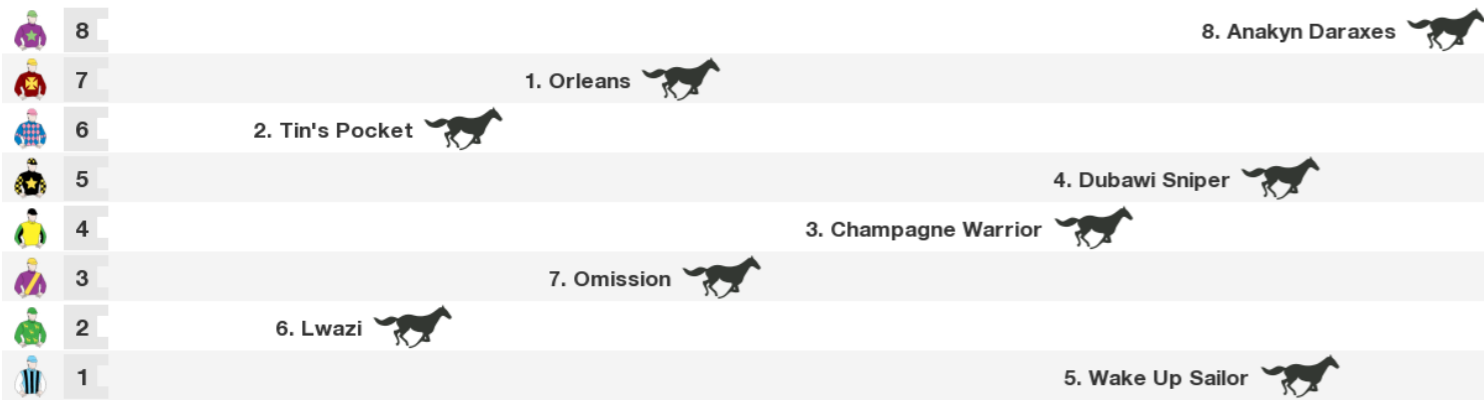 8 8. Anakyn Daraxes
7 1. Orleans
6 2. Tin's Pocket
5 4. Dubawi Sniper
4 3. Champagne Warrior
3 7. Omission
2 6. Lwazi
1 5. Wake Up Sailor